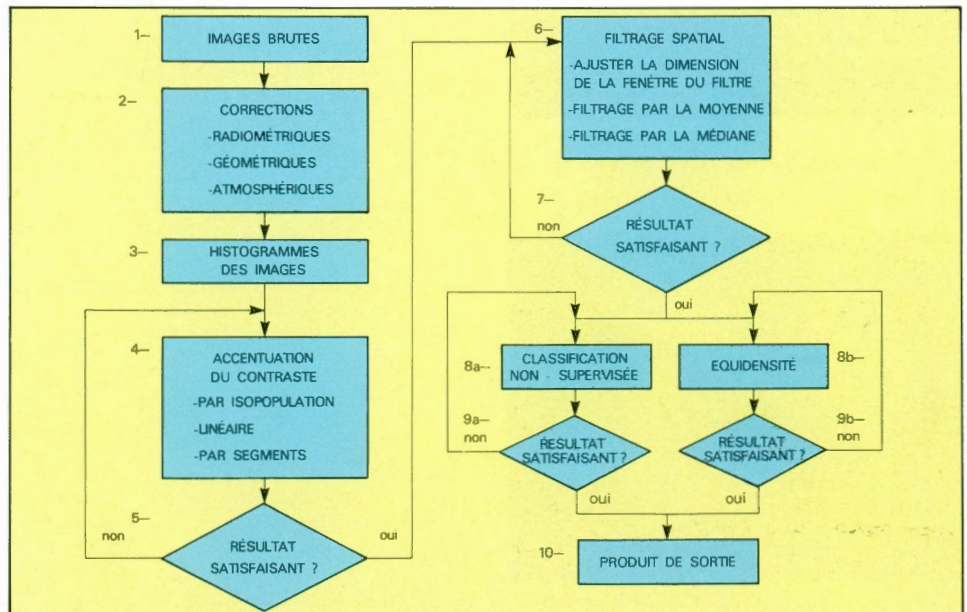 1–
IMAGES BRUTES
2–
CORRECTIONS
-RADIOMÉTRIQUES
-GÉOMÉTRIQUES
-ATMOSPHÉRIQUES
3–
HISTOGRAMMES
DES IMAGES
4–
ACCENTUATION
DU CONTRASTE
-PAR ISOPOPULATION
-LINÉAIRE
-PAR SEGMENTS
5–
non
oui
RÉSULTAT
SATISFAISANT ?
6–
FILTRAGE SPATIAL
-AJUSTER LA DIMENSION
DE LA FENÊTRE DU FILTRE
-FILTRAGE PAR LA MOYENNE
-FILTRAGE PAR LA MÉDIANE
7–
non
RÉSULTAT
SATISFAISANT ?
oui
8a–
CLASSIFICATION
NON - SUPERVISÉE
9a–
non
RÉSULTAT
SATISFAISANT ?
oui
8b–
EQUIDENSITÉ
9b–
non
RÉSULTAT
SATISFAISANT ?
oui
10–
PRODUIT DE SORTIE